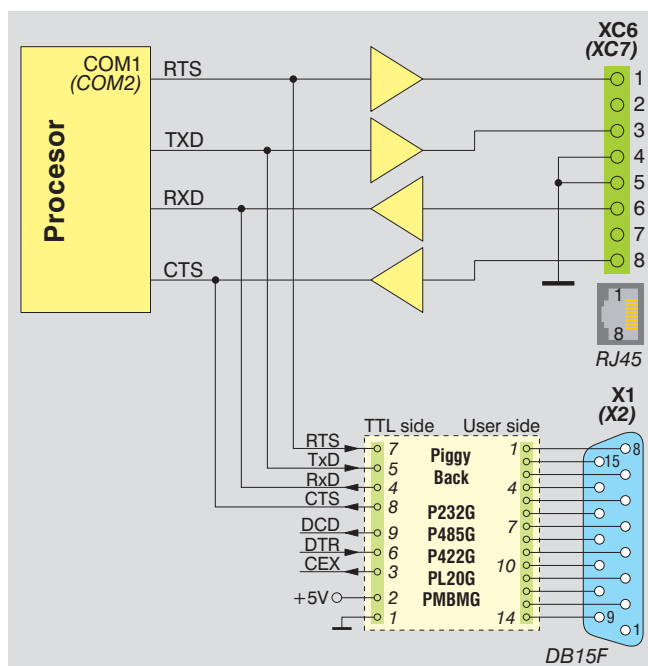 XC6
(XC7)
COM1
(COM2)
Procesor
RTS
TXD
RXD
CTS
1
2
3
4
5
6
7
8
1
8
RJ45
X1
(X2)
TTL side User side
RTS 7
TxD 5
RxD 4
CTS 8
DCD 9
DTR 6
CEX 3
+5V 2
1
Piggy
Back
P232G
P485G
P422G
PL20G
PMBMG
1
4
7
10
14
8
15
9
1
DB15F